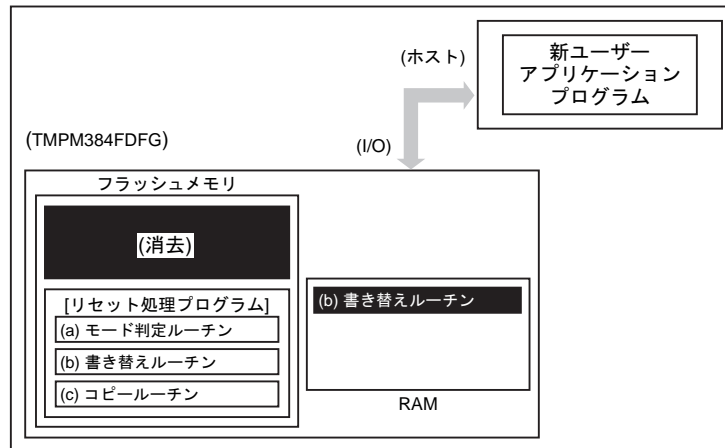 (ホスト)
新ユーザー
アプリケーション
プログラム
(TMPM384FDFG)
(I/O)
フラッシュメモリ
(消去)
[リセット処理プログラム]
(a) モード判定ルーチン
(b) 書き替えルーチン
(c) コピールーチン
(b) 書き替えルーチン
RAM